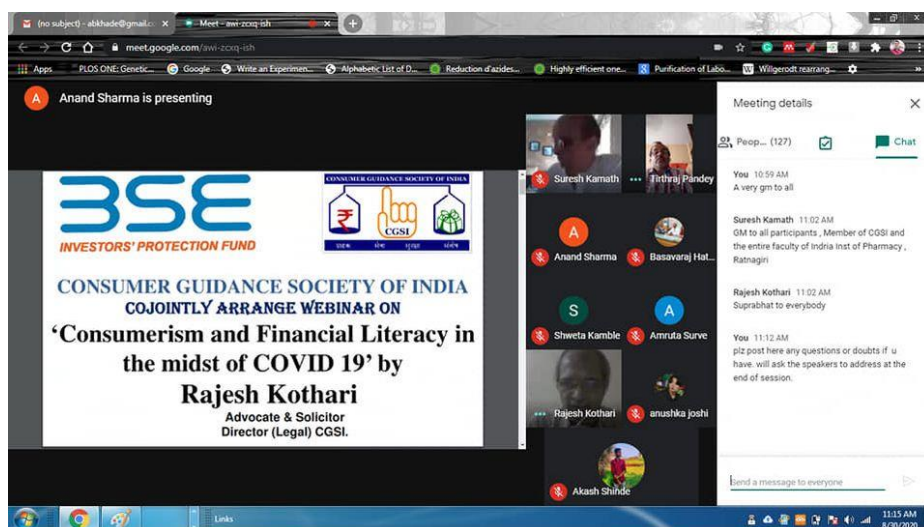 (no subject) - abkhade@gmail.c
Meet - awi-zcxq-ish
meet.google.com/awi-zcxq-ish
Apps
PLOS ONE: Genetic...
Google
Write an Experimen...
Alphabetic List of D...
Reduction d'azides...
Highly efficient one...
Purification of Labo...
Willgerodt rearrang...
A
Anand Sharma is presenting
BSE
INVESTORS' PROTECTION FUND
CONSUMER GUIDANCE SOCIETY OF INDIA
CGSI
CONSUMER GUIDANCE SOCIETY OF INDIA
COJOINTLY ARRANGE WEBINAR ON
‘Consumerism and Financial Literacy in
the midst of COVID 19’ by
Rajesh Kothari
Advocate & Solicitor
Director (Legal) CGSI.
Suresh Kamath
Tirthraj Pandey
A
Anand Sharma
Basavaraj Hat...
S
Shweta Kamble
A
Amruta Surve
Rajesh Kothari
anushka joshi
Akash Shinde
Meeting details
Peop... (127)
Chat
You 10:59 AM
A very gm to all
Suresh Kamath 11:02 AM
GM to all participants , Member of CGSI and
the entire faculty of Indria Inst of Pharmacy ,
Ratnagiri
Rajesh Kothari 11:02 AM
Suprabhat to everybody
You 11:12 AM
plz post here any questions or doubts if u
have. will ask the speakers to address at the
end of session.
Send a message to everyone
Links
11:15 AM
8/30/2020